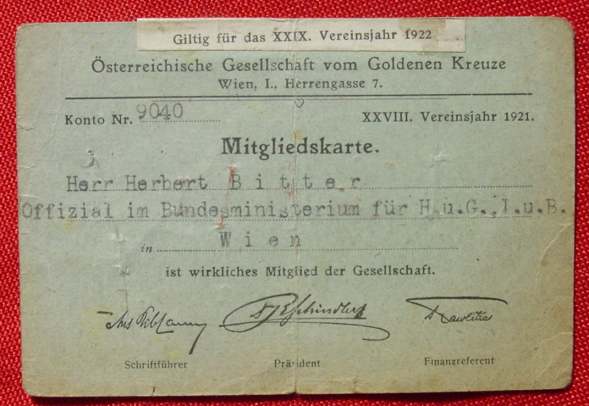 Giltig für das XXIX. Vereinsjahr 1922
Österreichische Gesellschaft vom Goldenen Kreuze
Wien, I., Herrengasse 7.
Konto Nr. 9040 XXVIII. Vereinsjahr 1921.
Mitgliedskarte.
Herr Herbert Bitter
Offizial im Bundesministerium für H.u.G.,I.u.B.
in Wien
ist wirkliches Mitglied der Gesellschaft.
Schindler
Schriftführer Präsident Finanzreferent